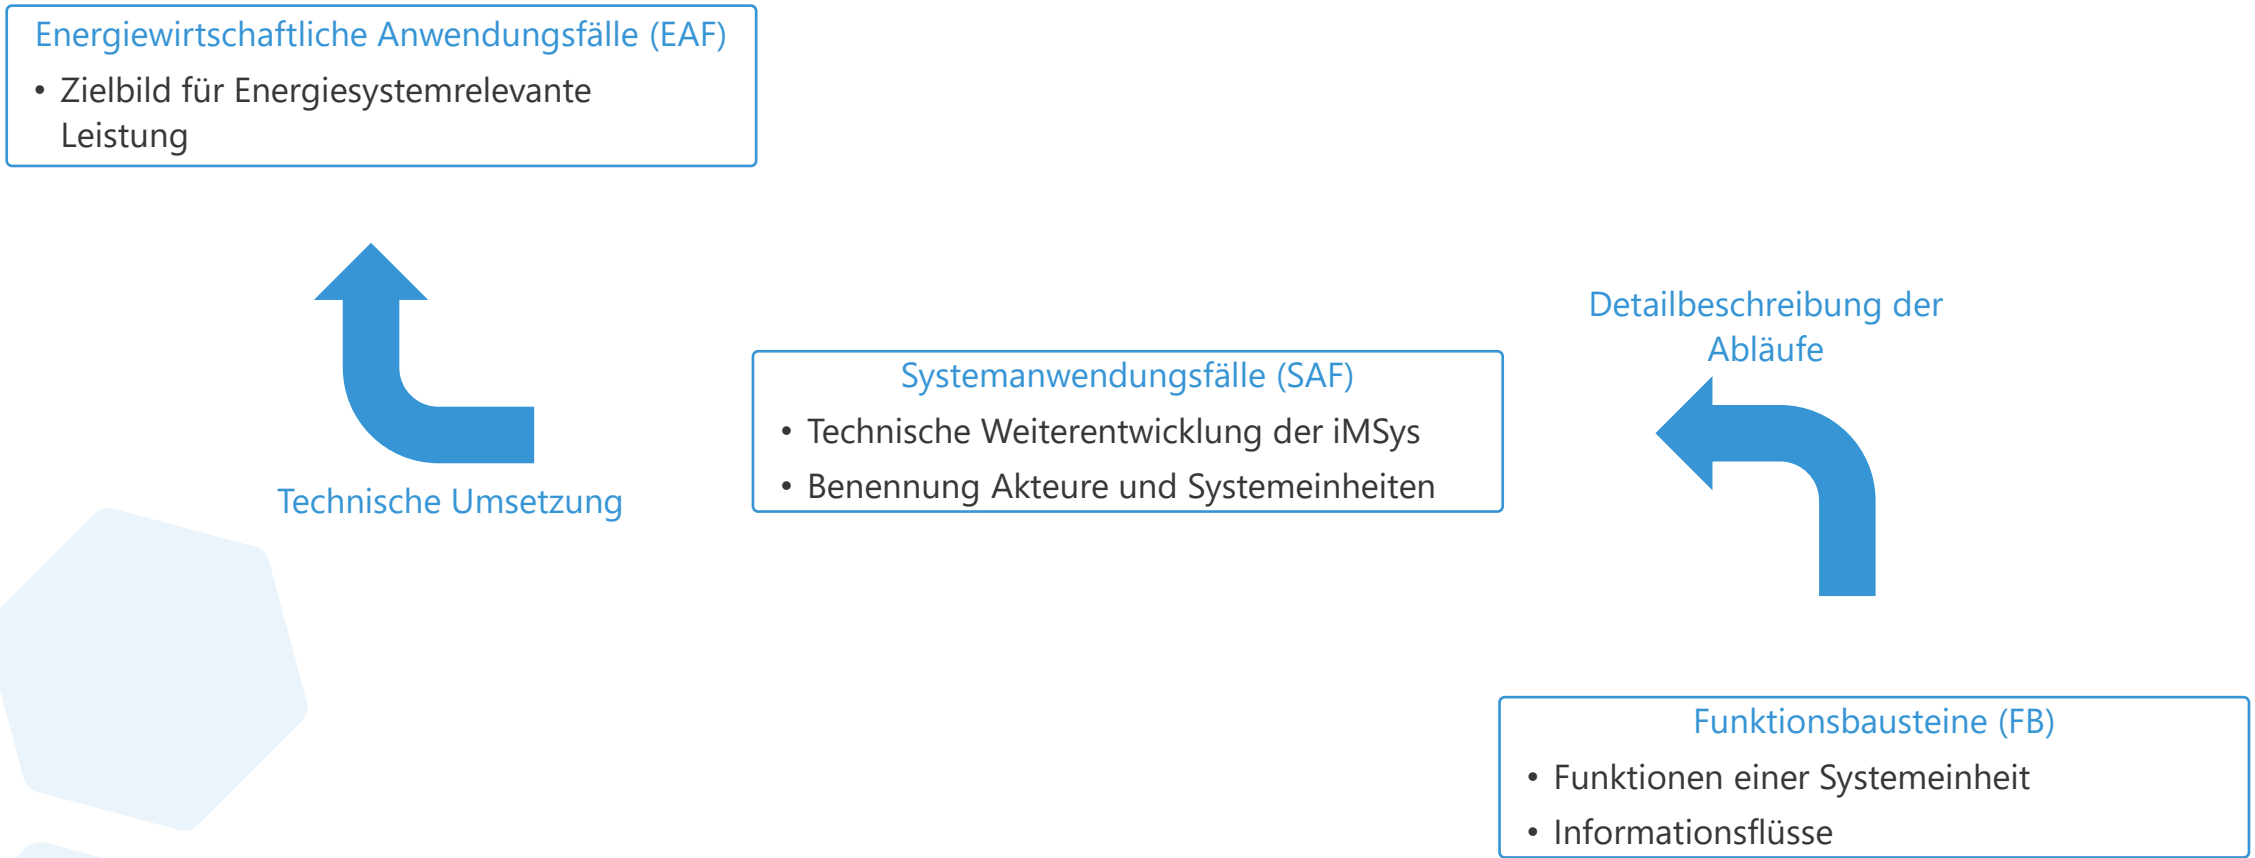 Energiewirtschaftliche Anwendungsfälle (EAF)
• Zielbild für Energiesystemrelevante
Leistung
Technische Umsetzung
Systemanwendungsfälle (SAF)
• Technische Weiterentwicklung der iMSys
• Benennung Akteure und Systemeinheiten
Detailbeschreibung der
Abläufe
Funktionsbausteine (FB)
• Funktionen einer Systemeinheit
• Informationsflüsse